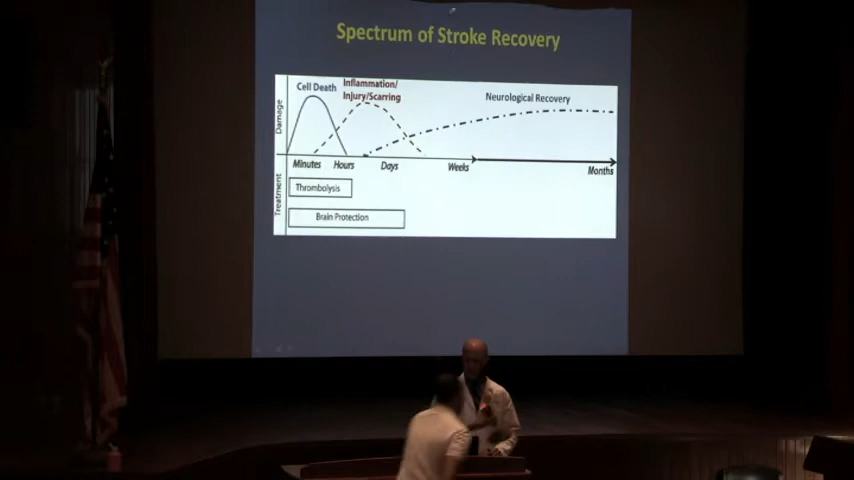 Spectrum of Stroke Recovery
Cell Death
Inflammation/
Injury/Scarring
Neurological Recovery
Damage
Minutes
Hours
Days
Weeks
Months
Treatment
Thrombolysis
Brain Protection